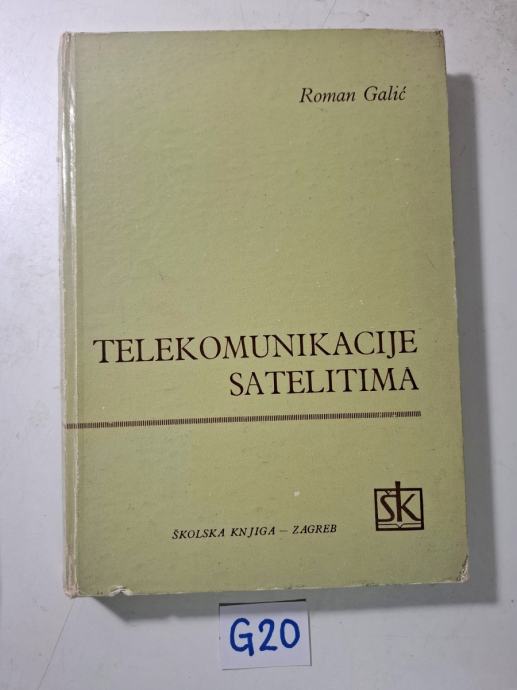 Roman Galić
TELEKOMUNIKACIJE
SATELITIMA
ŠK
ŠKOLSKA KNJIGA – ZAGREB
G20